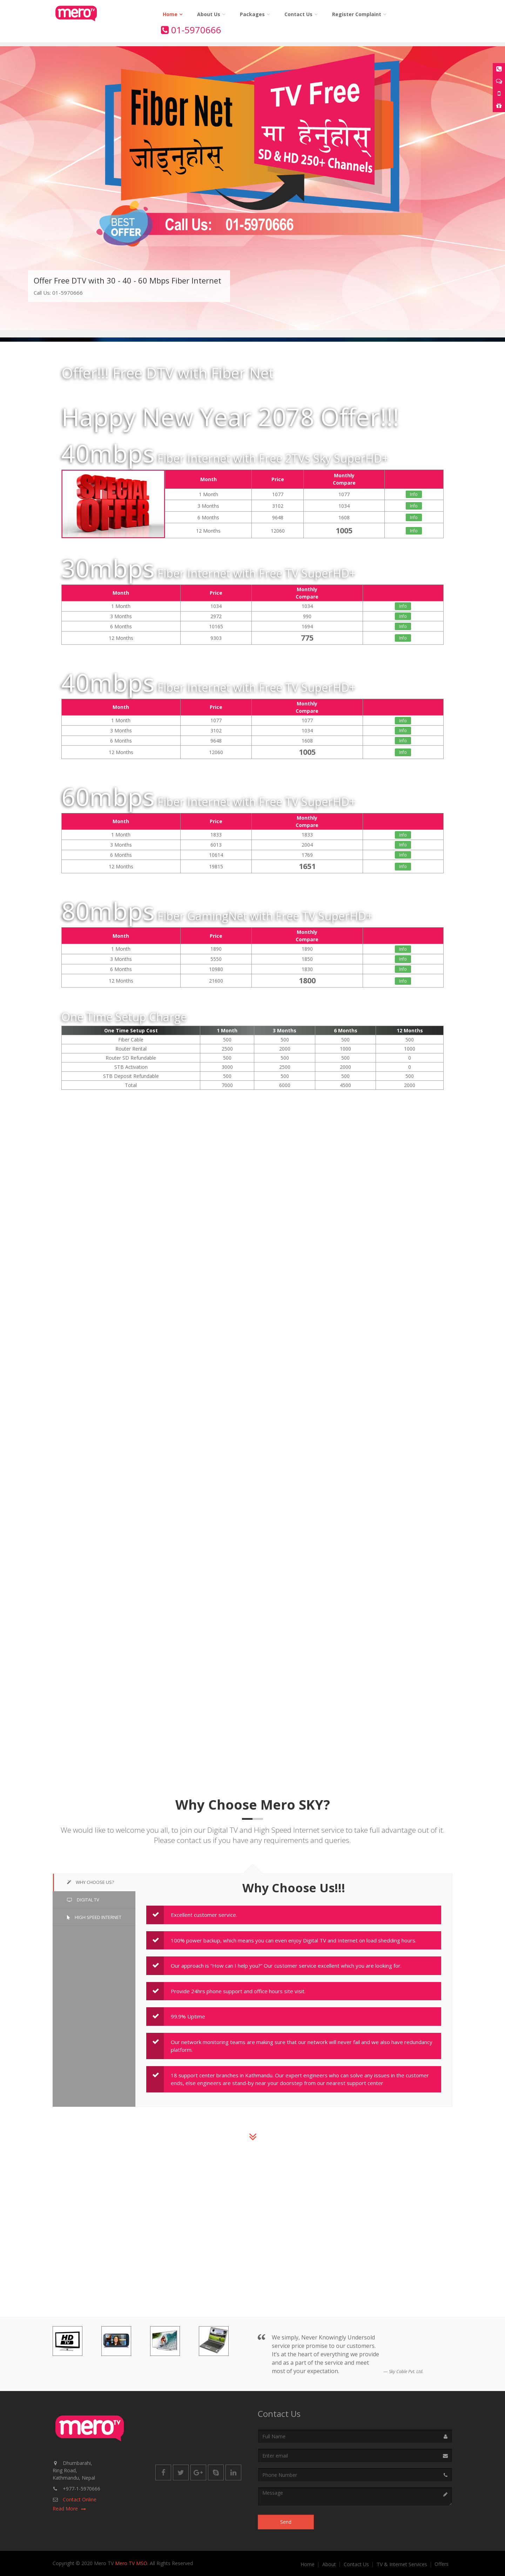 mero TV
Home
About Us
Packages
Contact Us
Register Complaint
01-5970666
Fiber Net
जोड्नुहोस्
TV Free
मा हेर्नुहोस्
SD & HD 250+ Channels
BEST OFFER
Call Us: 01-5970666
Offer Free DTV with 30 - 40 - 60 Mbps Fiber Internet
Call Us: 01-5970666
Offer!!! Free DTV with Fiber Net
Happy New Year 2078 Offer!!!
40mbps Fiber Internet with Free 2TVs Sky SuperHD+
SPECIAL OFFER
Month Price Monthly Compare
1 Month 1077 1077 Info
3 Months 3102 1034 Info
6 Months 9648 1608 Info
12 Months 12060 1005 Info
30mbps Fiber Internet with Free TV SuperHD+
Month Price Monthly Compare
1 Month 1034 1034 Info
3 Months 2972 990 Info
6 Months 10165 1694 Info
12 Months 9303 775 Info
40mbps Fiber Internet with Free TV SuperHD+
Month Price Monthly Compare
1 Month 1077 1077 Info
3 Months 3102 1034 Info
6 Months 9648 1608 Info
12 Months 12060 1005 Info
60mbps Fiber Internet with Free TV SuperHD+
Month Price Monthly Compare
1 Month 1833 1833 Info
3 Months 6013 2004 Info
6 Months 10614 1769 Info
12 Months 19815 1651 Info
80mbps Fiber GamingNet with Free TV SuperHD+
Month Price Monthly Compare
1 Month 1890 1890 Info
3 Months 5550 1850 Info
6 Months 10980 1830 Info
12 Months 21600 1800 Info
One Time Setup Charge
One Time Setup Cost 1 Month 3 Months 6 Months 12 Months
Fiber Cable 500 500 500 500
Router Rental 2500 2000 1000 1000
Router SD Refundable 500 500 500 0
STB Activation 3000 2500 2000 0
STB Deposit Refundable 500 500 500 500
Total 7000 6000 4500 2000
Why Choose Mero SKY?
We would like to welcome you all, to join our Digital TV and High Speed Internet service to take full advantage out of it.
Please contact us if you have any requirements and queries.
WHY CHOOSE US?
DIGITAL TV
HIGH SPEED INTERNET
Why Choose Us!!!
Excellent customer service.
100% power backup, which means you can even enjoy Digital TV and Internet on load shedding hours.
Our approach is "How can I help you?" Our customer service excellent which you are looking for.
Provide 24hrs phone support and office hours site visit.
99.9% Uptime
Our network monitoring teams are making sure that our network will never fail and we also have redundancy
platform.
18 support center branches in Kathmandu. Our expert engineers who can solve any issues in the customer
ends, else engineers are stand-by near your doorstep from our nearest support center
HD TV
We simply, Never Knowingly Undersold
service price promise to our customers.
It's at the heart of everything we provide
and as a part of the service and meet
most of your expectation.
— Sky Cable Pvt. Ltd.
mero TV
Dhumbarahi,
Ring Road,
Kathmandu, Nepal
+977-1-5970666
Contact Online
Read More
Contact Us
Full Name
Enter email
Phone Number
Message
Send
Copyright © 2020 Mero TV Mero TV MSO. All Rights Reserved
Home
About
Contact Us
TV & Internet Services
Offers